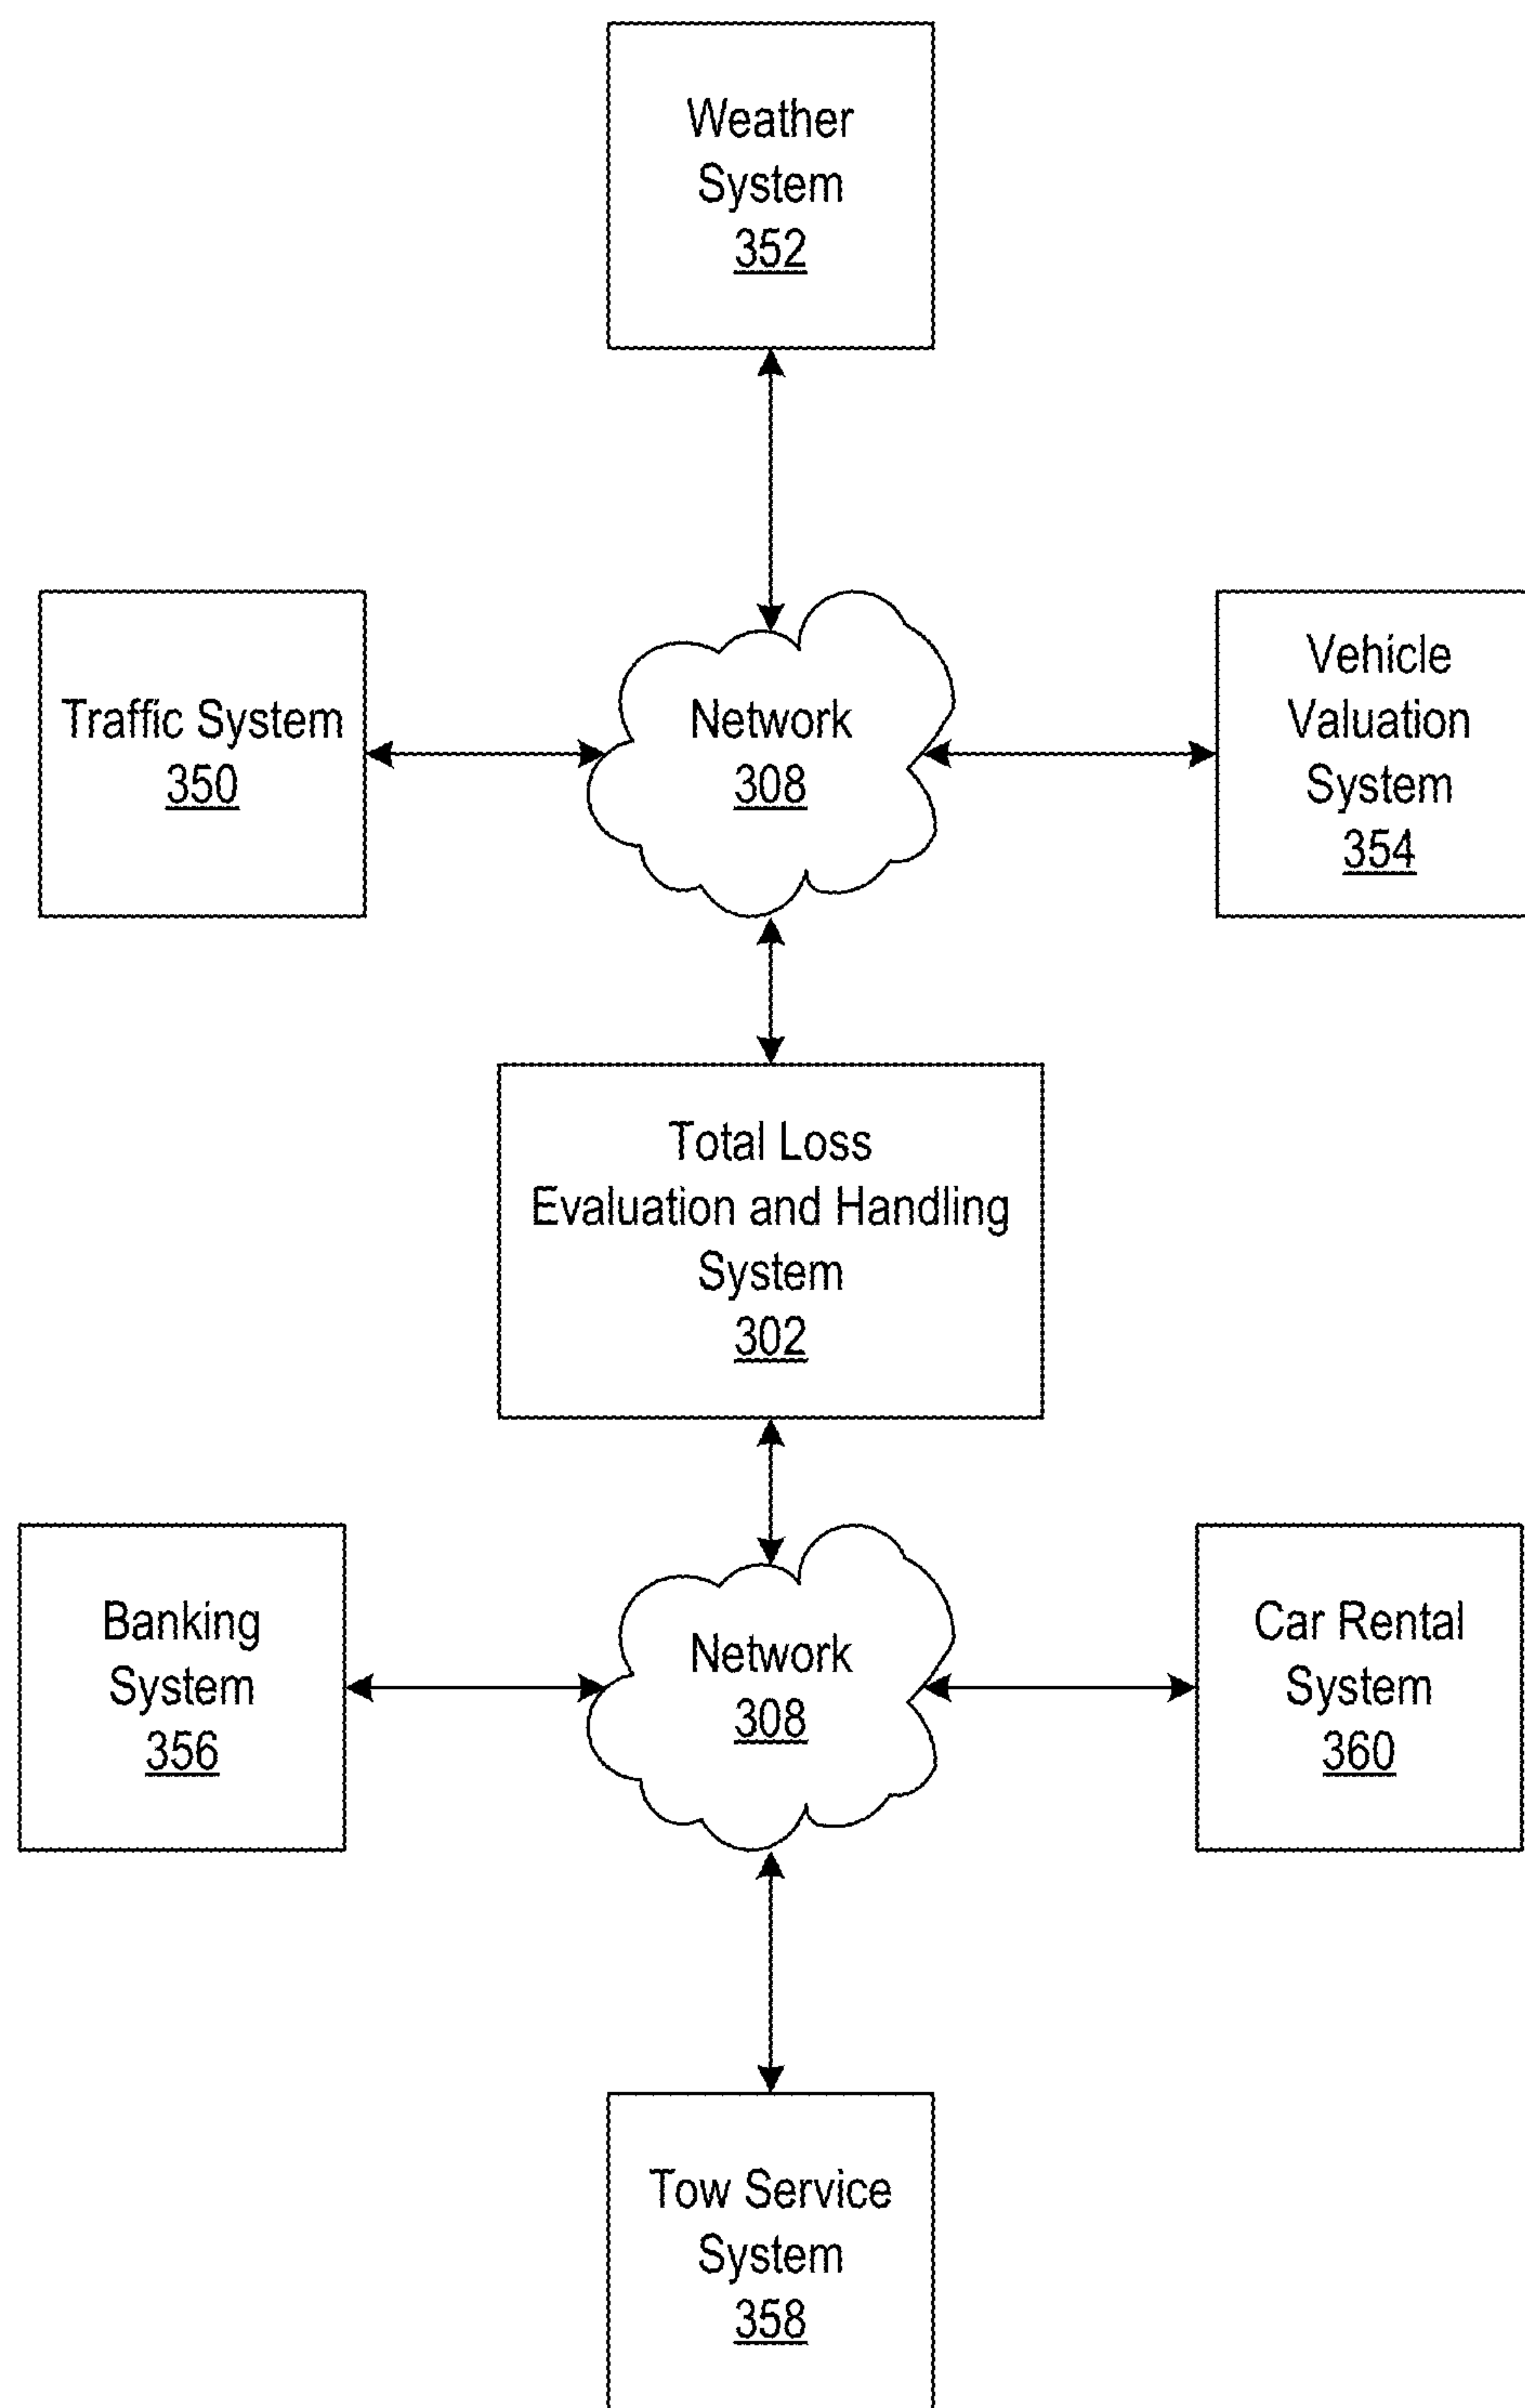 Weather
System
352
Traffic System
350
Network
308
Vehicle
Valuation
System
354
Total Loss
Evaluation and Handling
System
302
Banking
System
356
Network
308
Car Rental
System
360
Tow Service
System
358